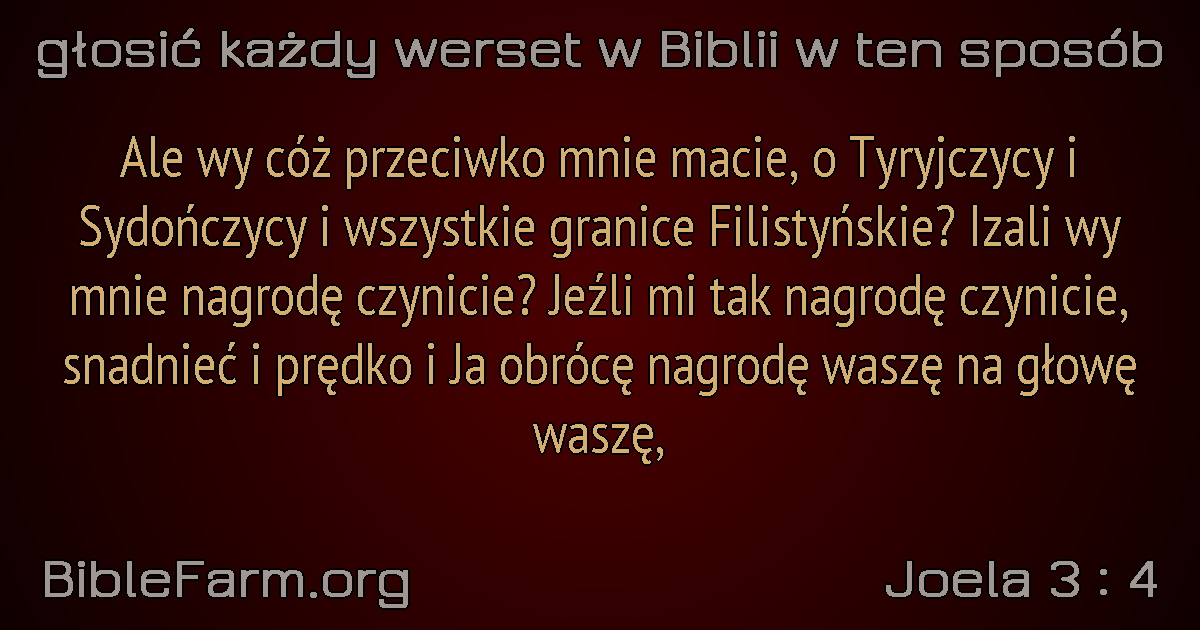 głosić każdy werset w Biblii w ten sposób
Ale wy cóż przeciwko mnie macie, o Tyryjczycy i
Sydończycy i wszystkie granice Filistyńskie? Izali wy
mnie nagrodę czynicie? Jeźli mi tak nagrodę czynicie,
snadnieć i prędko i Ja obrócę nagrodę waszę na głowę
waszę,
BibleFarm.org
Joela 3 : 4